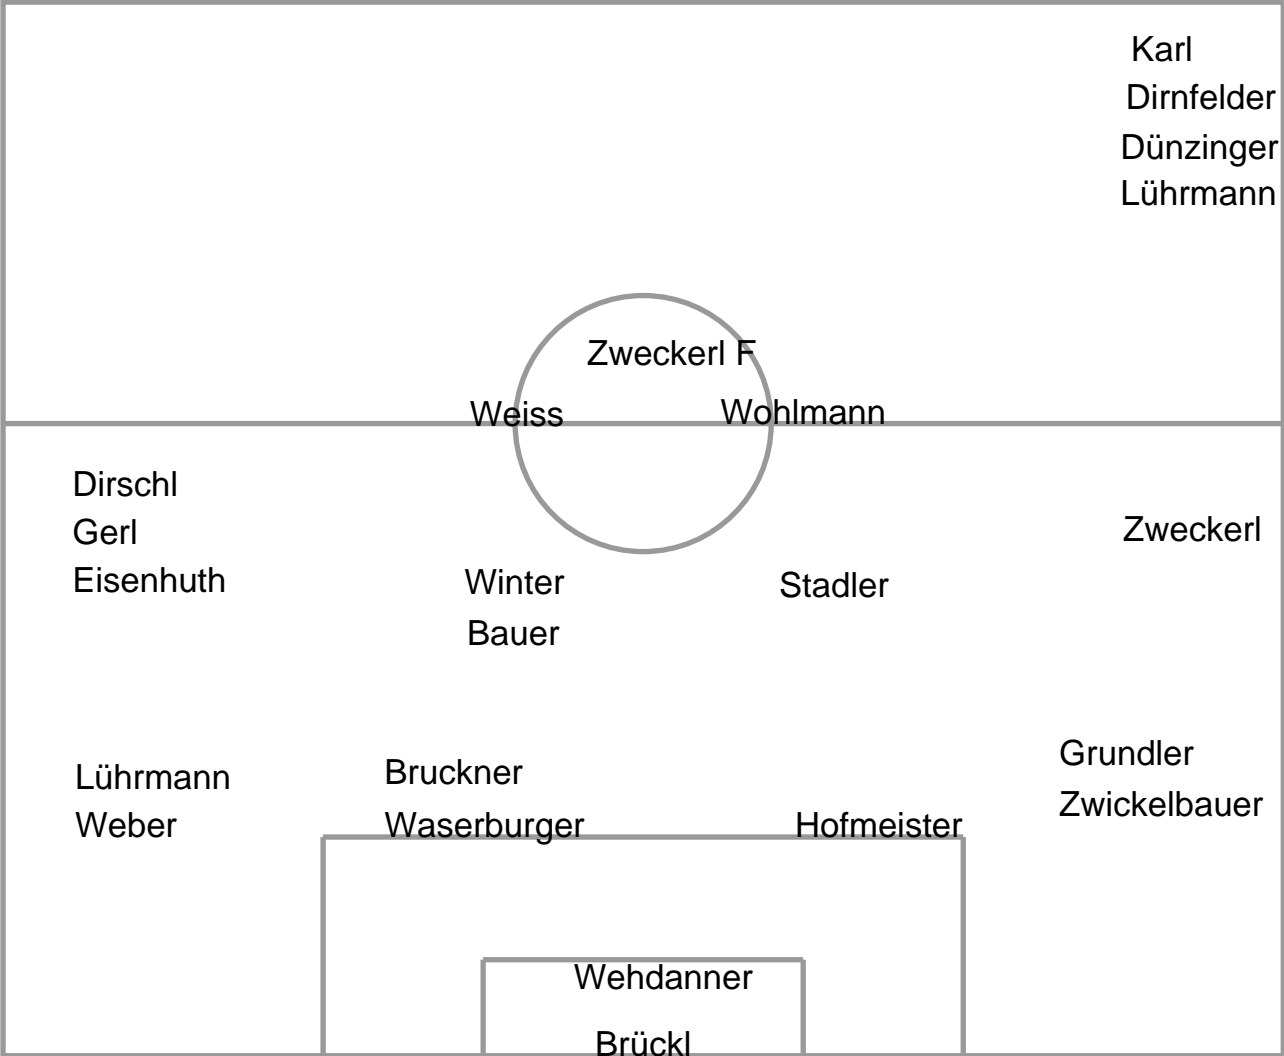 Karl
Dirnfelder
Dünzinger
Lührmann
Zweckerl F
Weiss
Wohlmann
Dirschl
Gerl
Eisenhuth
Zweckerl
Winter
Bauer
Stadler
Lührmann
Weber
Bruckner
Waserburger
Hofmeister
Grundler
Zwickelbauer
Wehdanner
Brückl